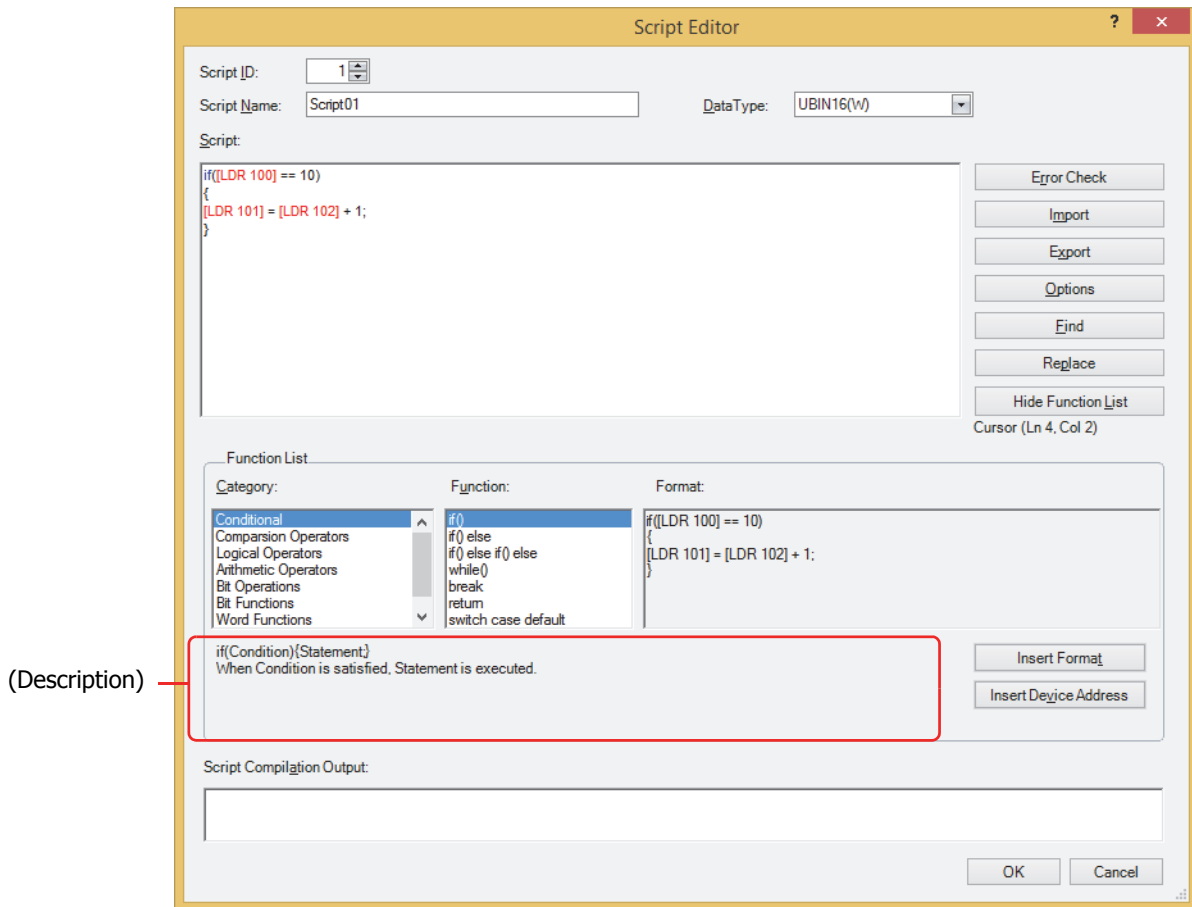 Script Editor
?
×
Script ID:
1
Script Name:
Script01
DataType:
UBIN16(W)
Script:
if([LDR 100] == 10)
{
[LDR 101] = [LDR 102] + 1;
}
Error Check
Import
Export
Options
Find
Replace
Hide Function List
Cursor (Ln 4, Col 2)
Function List
Category:
Conditional
Comparsion Operators
Logical Operators
Arithmetic Operators
Bit Operations
Bit Functions
Word Functions
Function:
if()
if() else
if() else if() else
while()
break
return
switch case default
Format:
if([LDR 100] == 10)
{
[LDR 101] = [LDR 102] + 1;
}
(Description)
if(Condition){Statement;}
When Condition is satisfied, Statement is executed.
Insert Format
Insert Device Address
Script Compilation Output:
OK
Cancel